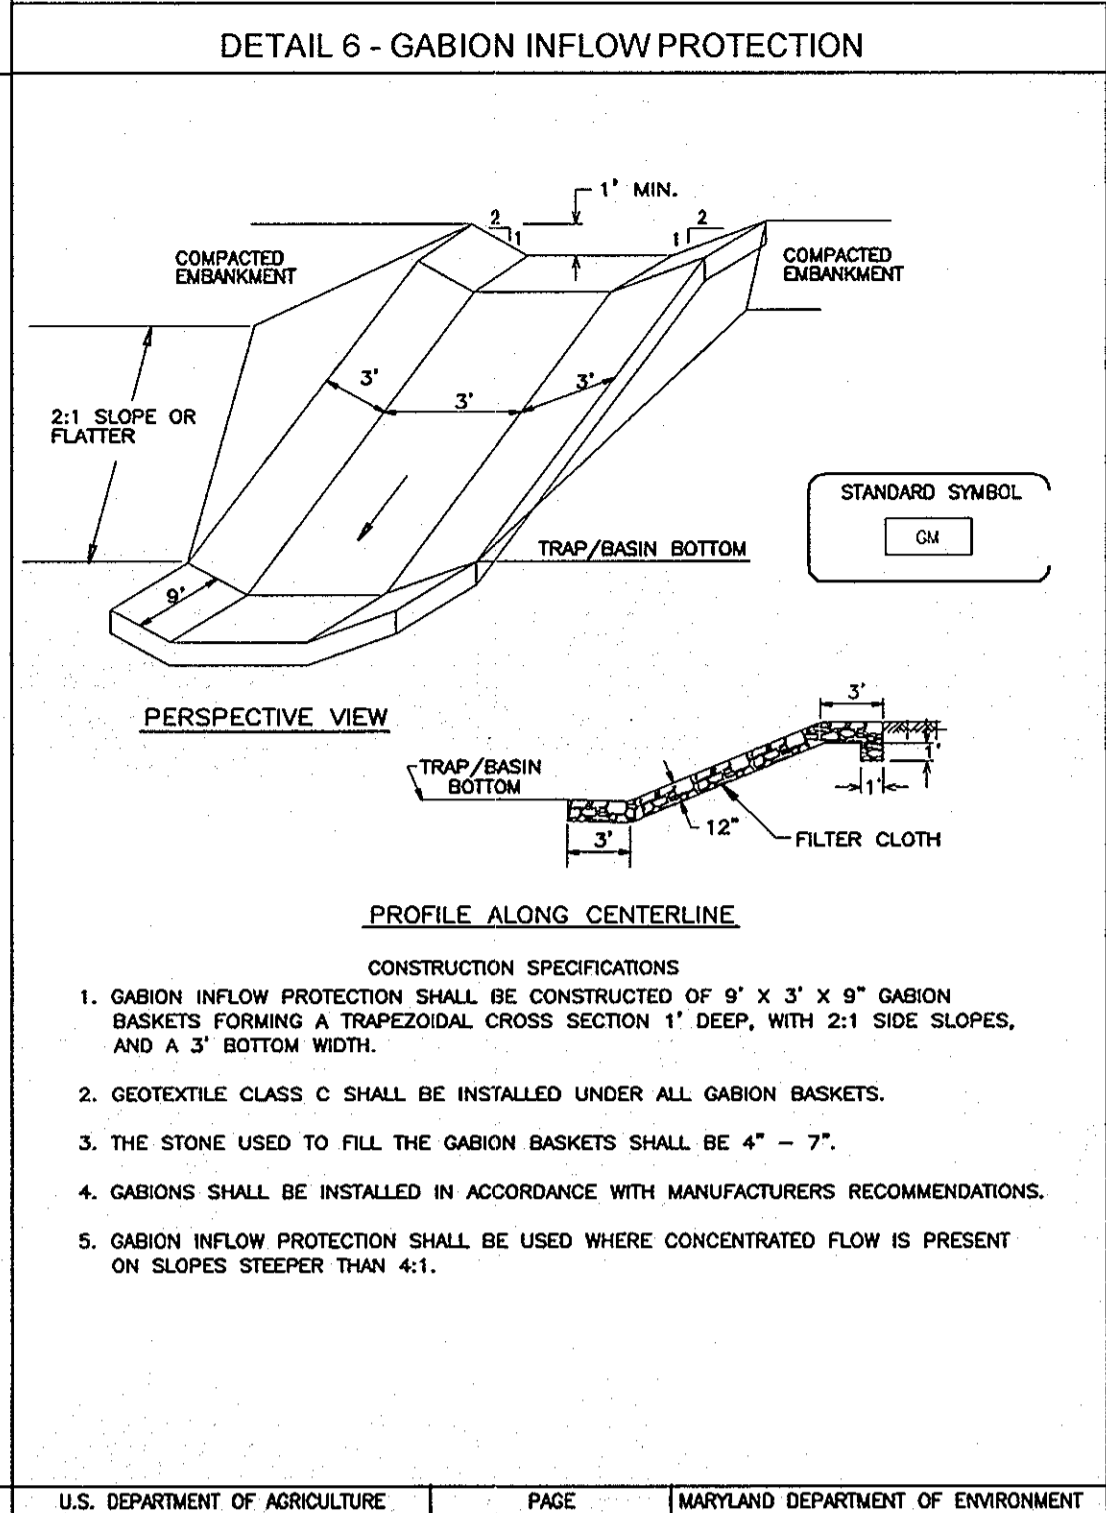 DETAIL 6 - GABION INFLOW PROTECTION
1' MIN.
2
1
2
1
COMPACTED
EMBANKMENT
COMPACTED
EMBANKMENT
3'
3'
3'
2:1 SLOPE OR
FLATTER
STANDARD SYMBOL
GM
TRAP/BASIN BOTTOM
9'
PERSPECTIVE VIEW
3'
1'
1'
TRAP/BASIN
BOTTOM
12"
3'
FILTER CLOTH
PROFILE ALONG CENTERLINE
CONSTRUCTION SPECIFICATIONS
1. GABION INFLOW PROTECTION SHALL BE CONSTRUCTED OF 9' X 3' X 9" GABION
BASKETS FORMING A TRAPEZOIDAL CROSS SECTION 1' DEEP, WITH 2:1 SIDE SLOPES,
AND A 3' BOTTOM WIDTH.
2. GEOTEXTILE CLASS C SHALL BE INSTALLED UNDER ALL GABION BASKETS.
3. THE STONE USED TO FILL THE GABION BASKETS SHALL BE 4" - 7".
4. GABIONS SHALL BE INSTALLED IN ACCORDANCE WITH MANUFACTURERS RECOMMENDATIONS.
5. GABION INFLOW PROTECTION SHALL BE USED WHERE CONCENTRATED FLOW IS PRESENT
ON SLOPES STEEPER THAN 4:1.
U.S. DEPARTMENT OF AGRICULTURE
PAGE
MARYLAND DEPARTMENT OF ENVIRONMENT